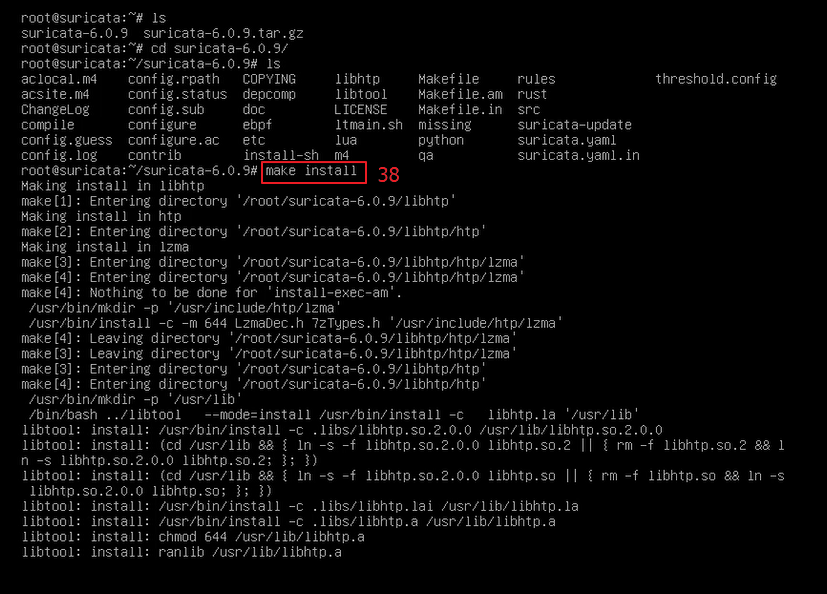 root@suricata:~# ls
suricata-6.0.9  suricata-6.0.9.tar.gz
root@suricata:~# cd suricata-6.0.9/
root@suricata:~/suricata-6.0.9# ls
aclocal.m4    config.rpath   COPYING     libhtp     Makefile     rules             threshold.config
acsite.m4     config.status  depcomp     libtool    Makefile.am  rust
ChangeLog     config.sub     doc         LICENSE    Makefile.in  src
compile       configure      ebpf        ltmain.sh  missing      suricata-update
config.guess  configure.ac   etc         lua        python       suricata.yaml
config.log    contrib        install-sh  m4         qa           suricata.yaml.in
root@suricata:~/suricata-6.0.9# make install 38
Making install in libhtp
make[1]: Entering directory '/root/suricata-6.0.9/libhtp'
Making install in htp
make[2]: Entering directory '/root/suricata-6.0.9/libhtp/htp'
Making install in lzma
make[3]: Entering directory '/root/suricata-6.0.9/libhtp/htp/lzma'
make[4]: Entering directory '/root/suricata-6.0.9/libhtp/htp/lzma'
make[4]: Nothing to be done for 'install-exec-am'.
 /usr/bin/mkdir -p '/usr/include/htp/lzma'
 /usr/bin/install -c -m 644 LzmaDec.h 7zTypes.h '/usr/include/htp/lzma'
make[4]: Leaving directory '/root/suricata-6.0.9/libhtp/htp/lzma'
make[3]: Leaving directory '/root/suricata-6.0.9/libhtp/htp/lzma'
make[3]: Entering directory '/root/suricata-6.0.9/libhtp/htp'
make[4]: Entering directory '/root/suricata-6.0.9/libhtp/htp'
 /usr/bin/mkdir -p '/usr/lib'
 /bin/bash ../libtool   --mode=install /usr/bin/install -c   libhtp.la '/usr/lib'
libtool: install: /usr/bin/install -c .libs/libhtp.so.2.0.0 /usr/lib/libhtp.so.2.0.0
libtool: install: (cd /usr/lib && { ln -s -f libhtp.so.2.0.0 libhtp.so.2 || { rm -f libhtp.so.2 && l
n -s libhtp.so.2.0.0 libhtp.so.2; }; })
libtool: install: (cd /usr/lib && { ln -s -f libhtp.so.2.0.0 libhtp.so || { rm -f libhtp.so && ln -s
 libhtp.so.2.0.0 libhtp.so; }; })
libtool: install: /usr/bin/install -c .libs/libhtp.lai /usr/lib/libhtp.la
libtool: install: /usr/bin/install -c .libs/libhtp.a /usr/lib/libhtp.a
libtool: install: chmod 644 /usr/lib/libhtp.a
libtool: install: ranlib /usr/lib/libhtp.a